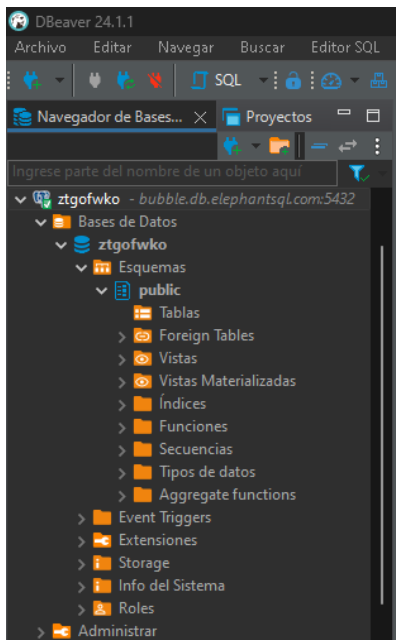 DBeaver 24.1.1
Archivo Editar Navegar Buscar Editor SQL
SQL
Navegador de Bases... Proyectos
Ingrese parte del nombre de un objeto aquí
ztgofwko - bubble.db.elephantsql.com:5432
Bases de Datos
ztgofwko
Esquemas
public
Tablas
Foreign Tables
Vistas
Vistas Materializadas
Índices
Funciones
Secuencias
Tipos de datos
Aggregate functions
Event Triggers
Extensiones
Storage
Info del Sistema
Roles
Administrar